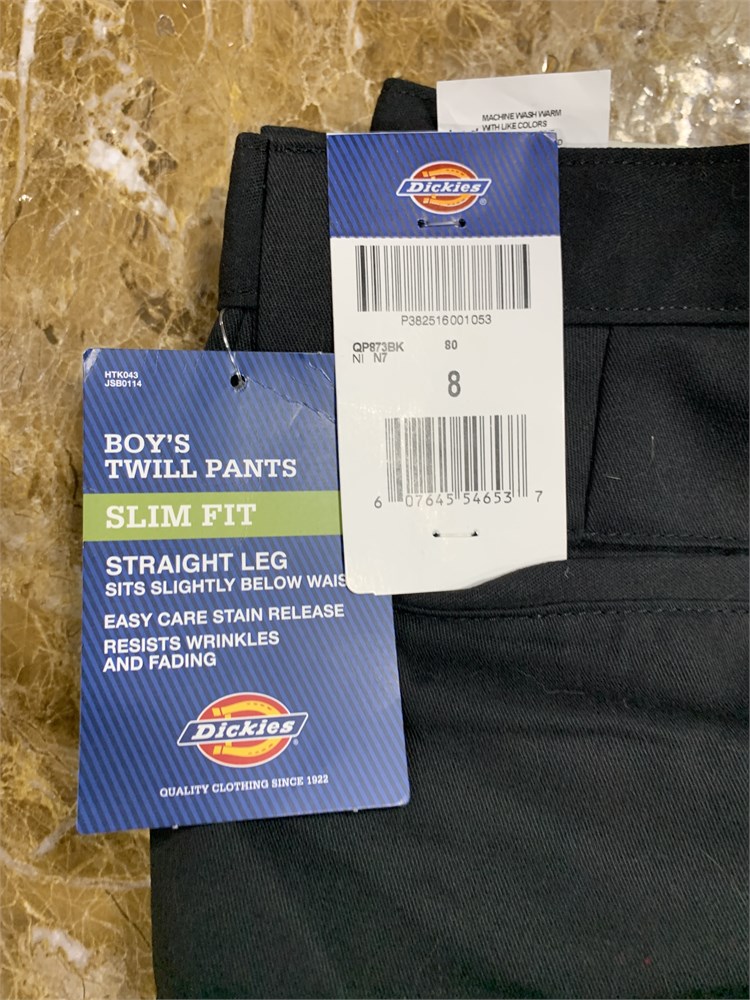 MACHINE WASH WARM
WITH LIKE COLORS
Dickies
®
P382516001053
QP873BK 80
NI N7
8
6 07645 54653 7
HTK043
JSB0114
BOY'S
TWILL PANTS
SLIM FIT
STRAIGHT LEG
SITS SLIGHTLY BELOW WAIS
EASY CARE STAIN RELEASE
RESISTS WRINKLES
AND FADING
Dickies
®
QUALITY CLOTHING SINCE 1922